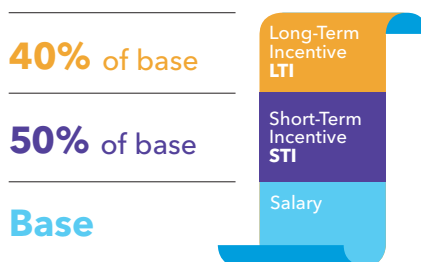 40% of base
Long-Term
Incentive
LTI
50% of base
Short-Term
Incentive
STI
Base
Salary